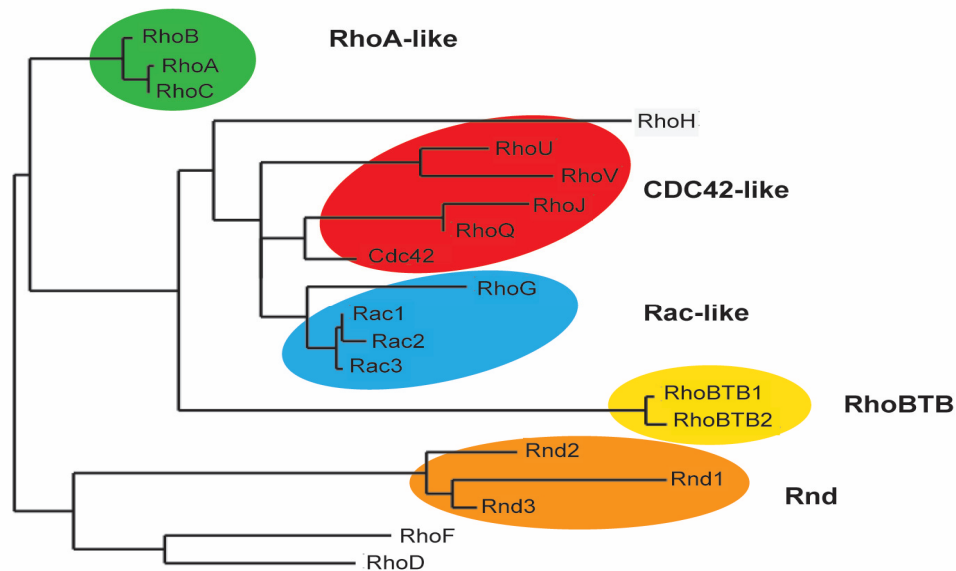 RhoB
RhoA-like
RhoA
RhoC
RhoH
RhoU
RhoV
CDC42-like
RhoJ
RhoQ
Cdc42
RhoG
Rac1
Rac-like
Rac2
Rac3
RhoBTB1
RhoBTB
RhoBTB2
Rnd2
Rnd1
Rnd
Rnd3
RhoF
RhoD